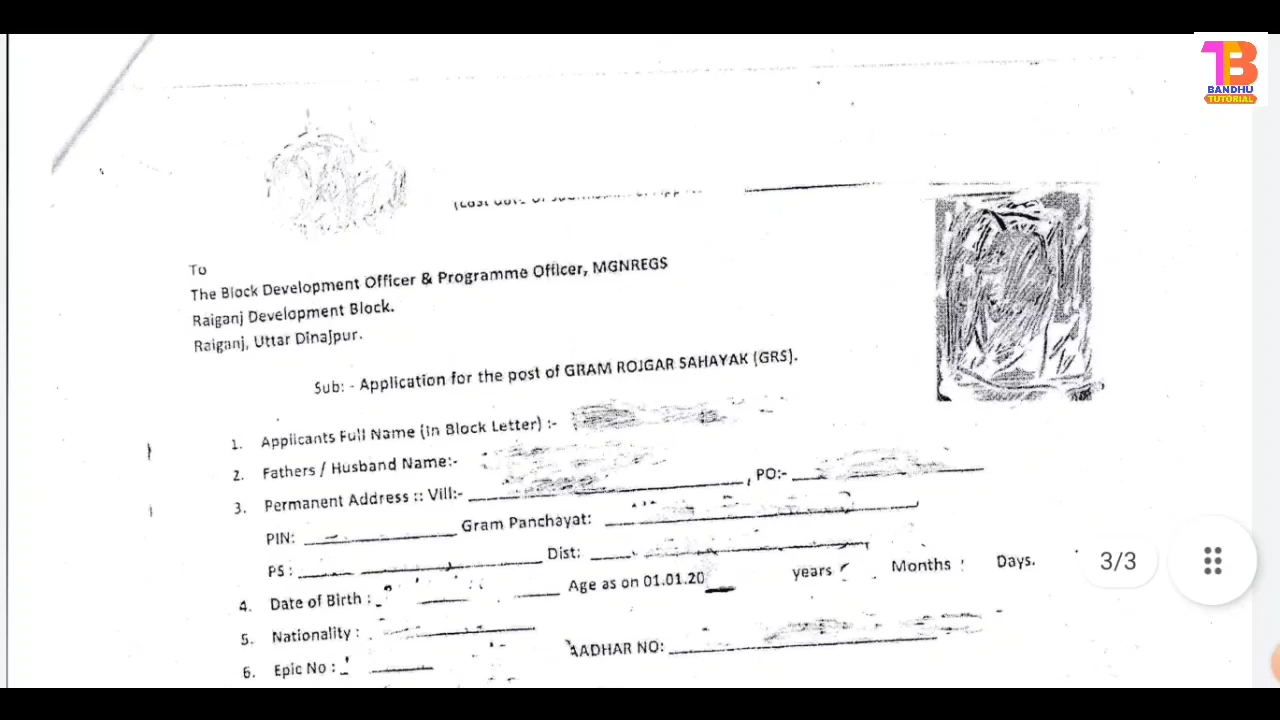 BANDHU
TUTORIAL
To
The Block Development Officer & Programme Officer, MGNREGS
Raiganj Development Block.
Raiganj, Uttar Dinajpur.
Sub: - Application for the post of GRAM ROJGAR SAHAYAK (GRS).
1. Applicants Full Name (In Block Letter) :-
2. Fathers / Husband Name:-
3. Permanent Address :: Vill:- , PO:-
PIN: Gram Panchayat:
PS : Dist:
4. Date of Birth : Age as on 01.01.20 years Months Days.
5. Nationality :
6. Epic No : AADHAR NO:
3/3